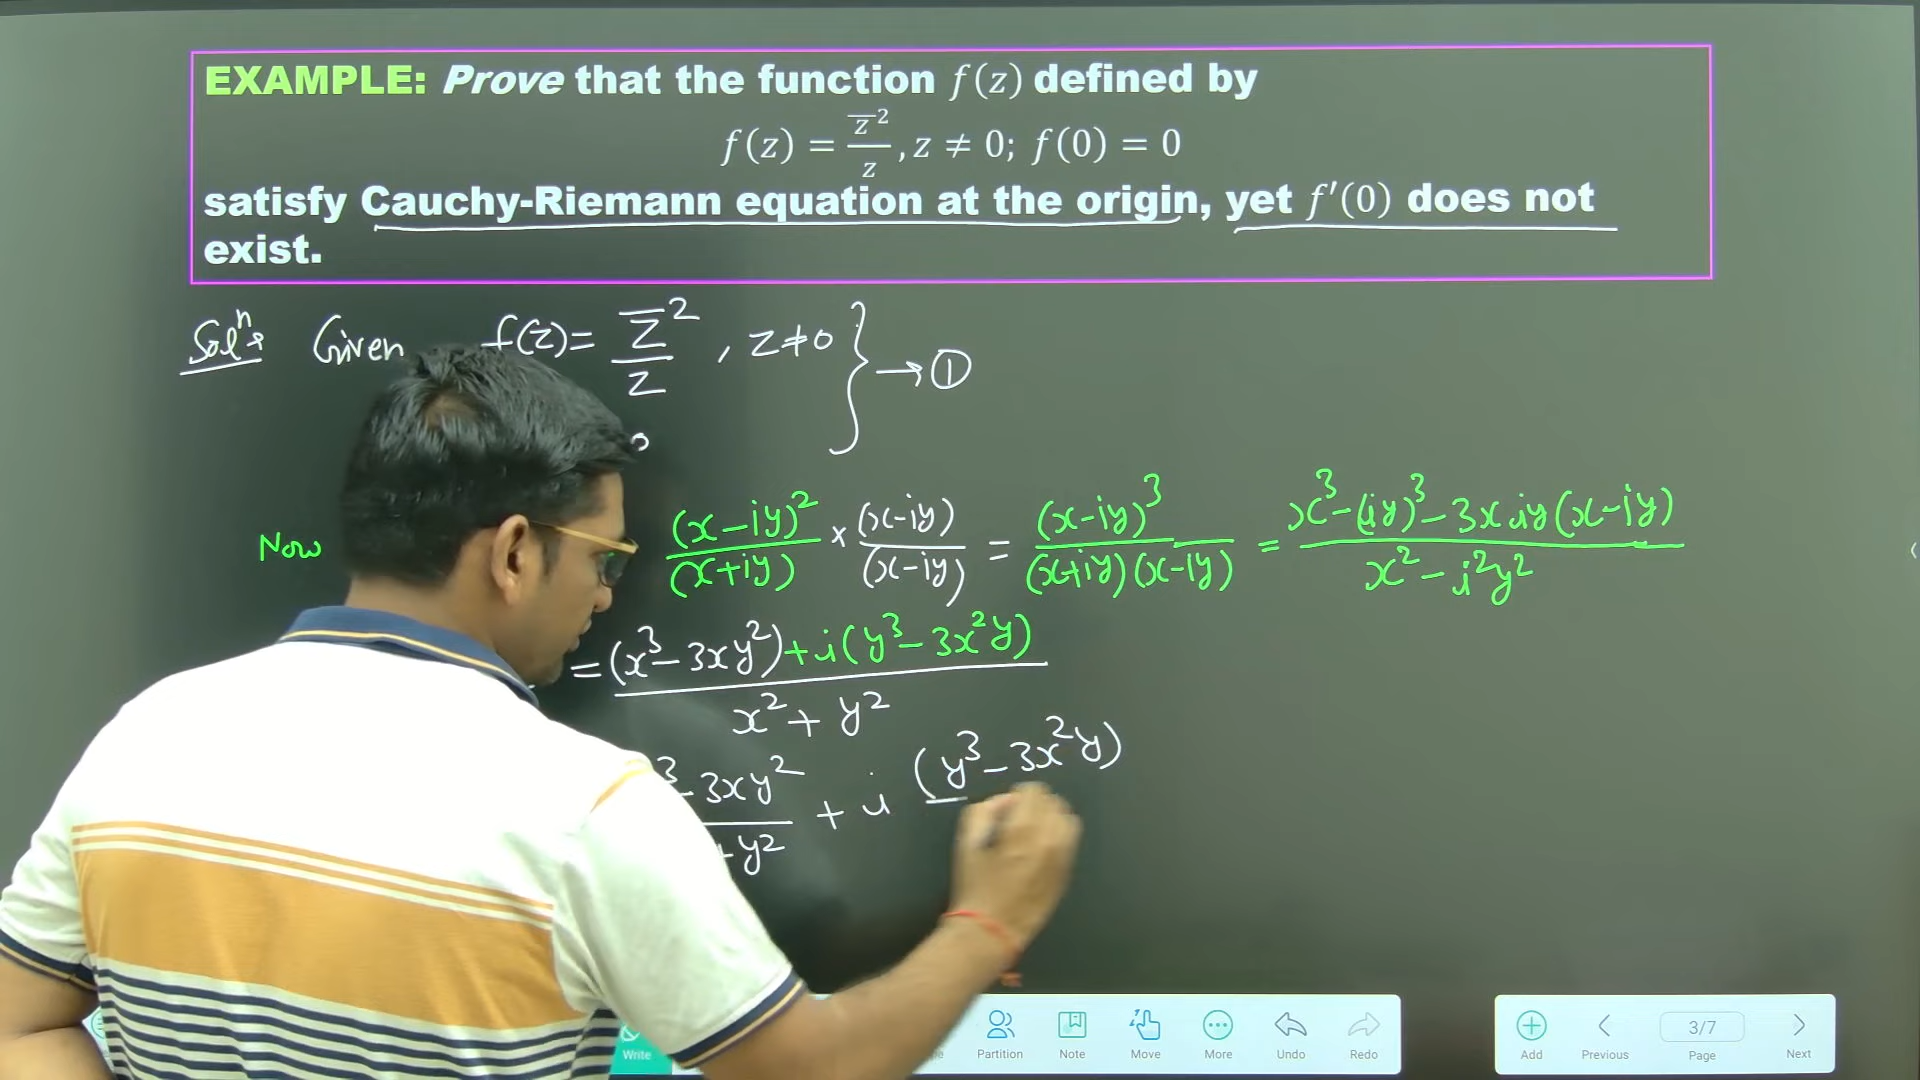 EXAMPLE: Prove that the function f(z) defined by
f(z) = z̅²/z, z ≠ 0; f(0) = 0
satisfy Cauchy-Riemann equation at the origin, yet f′(0) does not
exist.
Solⁿ: Given f(z) = z̅²/z, z≠0 } → ①
0
Now (x-iy)²/(x+iy) × (x-iy)/(x-iy) = (x-iy)³/(x+iy)(x-iy) = x³-(iy)³-3x iy(x-iy)/x²-i²y²
= (x³-3xy²)+i(y³-3x²y)/x²+y²
³-3xy²/+y² + i (y³-3x²y)
Write
Partition
Note
Move
More
Undo
Redo
Add
Previous
3/7
Page
Next